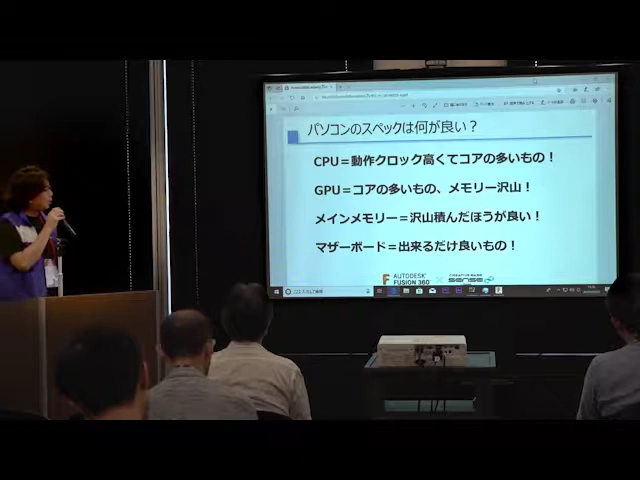 パソコンのスペックは何が良い？
CPU＝動作クロック高くてコアの多いもの！
GPU＝コアの多いもの、メモリー沢山！
メインメモリー＝沢山積んだほうが良い！
マザーボード＝出来るだけ良いもの！
AUTODESK
FUSION 360
SENSE